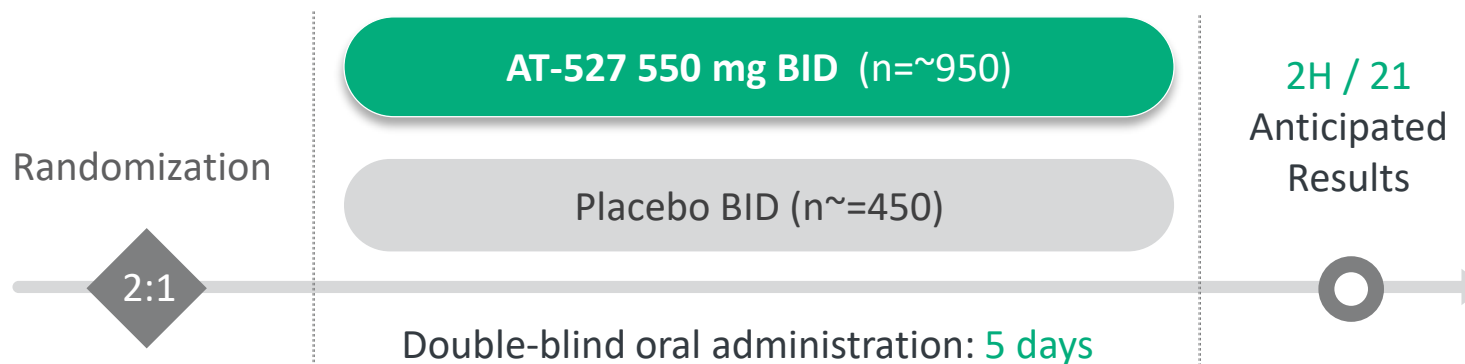 Randomization
2:1
AT-527 550 mg BID (n=~950)
Placebo BID (n~=450)
Double-blind oral administration: 5 days
2H / 21
Anticipated
Results